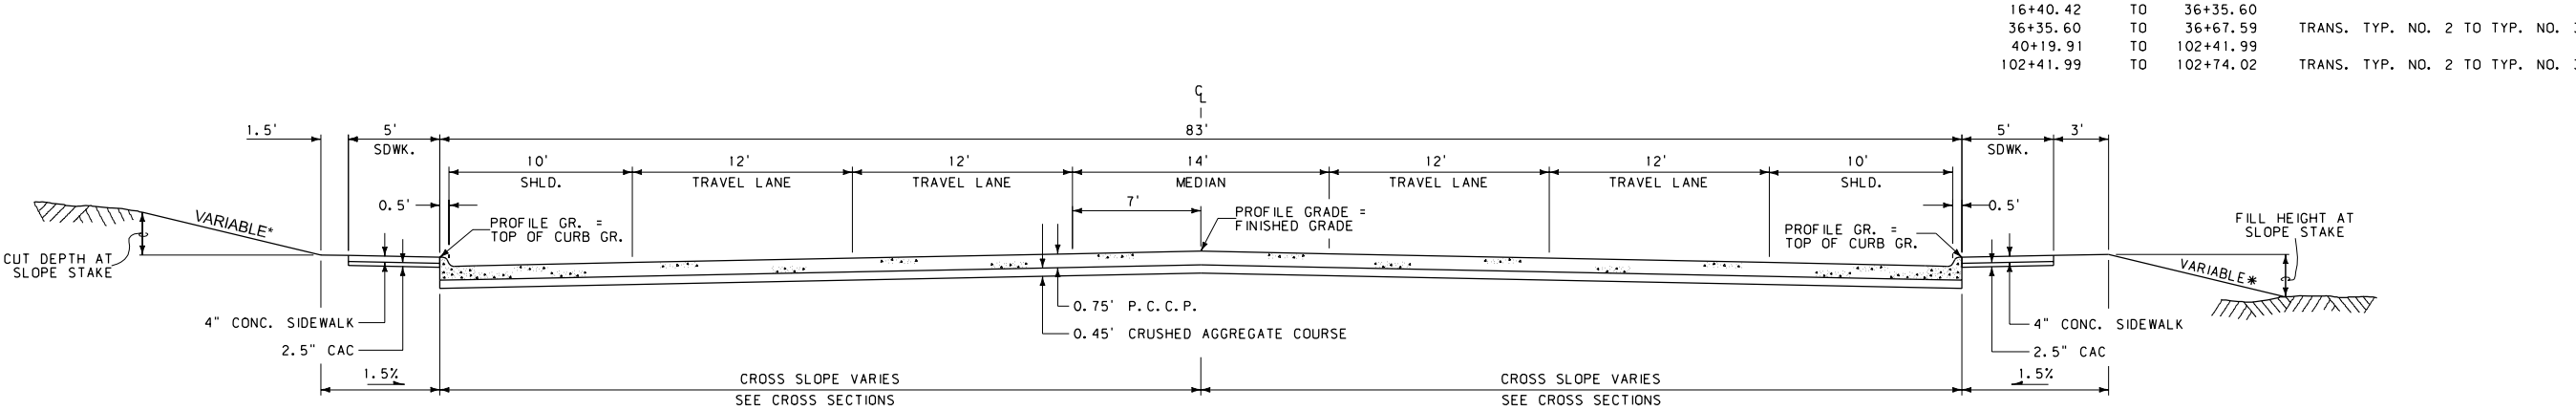 16+40.42 TO 36+35.60
36+35.60 TO 36+67.59 TRANS. TYP. NO. 2 TO TYP. NO.
40+19.91 TO 102+41.99
102+41.99 TO 102+74.02 TRANS. TYP. NO. 2 TO TYP. NO.
CL
1.5' 5' 83' 5' 3'
SDWK. SDWK.
10' 12' 12' 14' 12' 12' 10'
SHLD. TRAVEL LANE TRAVEL LANE MEDIAN TRAVEL LANE TRAVEL LANE SHLD.
0.5' 7' 0.5'
VARIABLE*
PROFILE GR. =
TOP OF CURB GR.
PROFILE GRADE =
FINISHED GRADE
PROFILE GR. =
TOP OF CURB GR.
FILL HEIGHT AT
SLOPE STAKE
CUT DEPTH AT
SLOPE STAKE
VARIABLE*
0.75' P.C.C.P.
0.45' CRUSHED AGGREGATE COURSE
4" CONC. SIDEWALK
2.5" CAC
4" CONC. SIDEWALK
2.5" CAC
1.5% CROSS SLOPE VARIES CROSS SLOPE VARIES 1.5%
SEE CROSS SECTIONS SEE CROSS SECTIONS